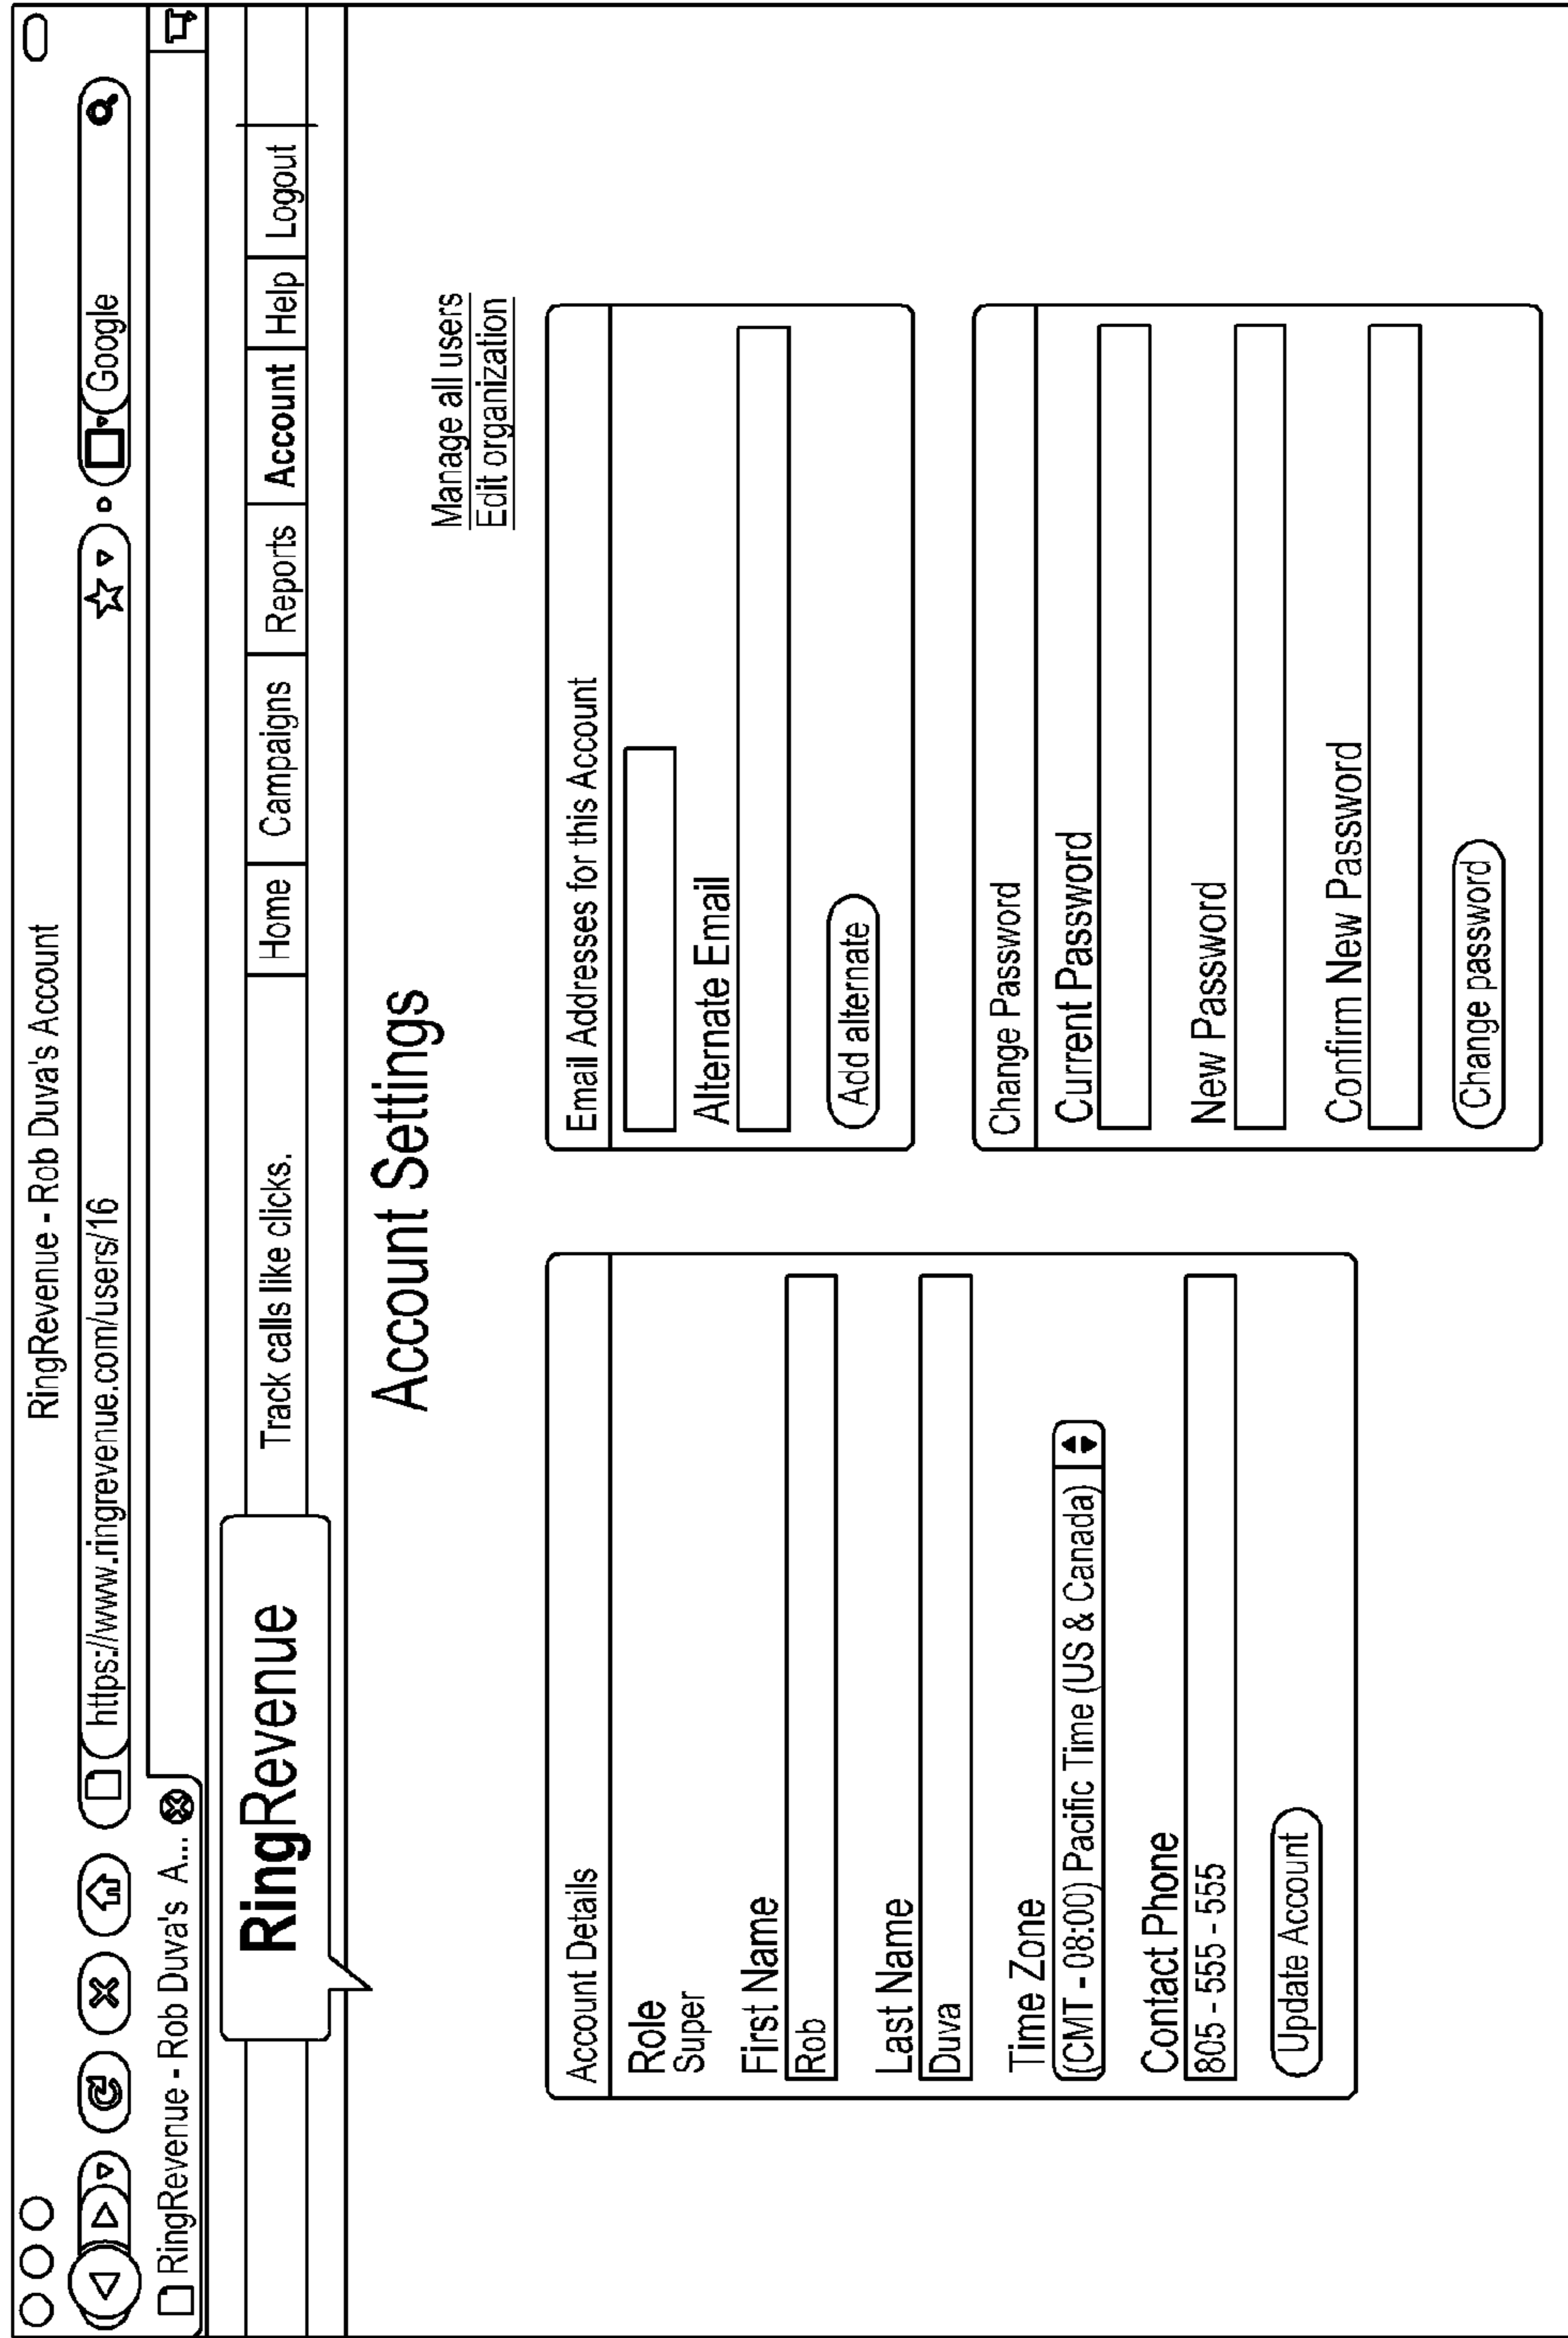 RingRevenue - Rob Duva's Account
https://www.ringrevenue.com/users/16
Google
RingRevenue - Rob Duva's A...
RingRevenue
Track calls like clicks.
Home
Campaigns
Reports
Account
Help
Logout
Account Settings
Manage all users
Edit organization
Account Details
Role
Super
First Name
Rob
Last Name
Duva
Time Zone
(CMT - 08:00) Pacific Time (US & Canada)
Contact Phone
805 - 555 - 555
Update Account
Email Addresses for this Account
Alternate Email
Add alternate
Change Password
Current Password
New Password
Confirm New Password
Change password